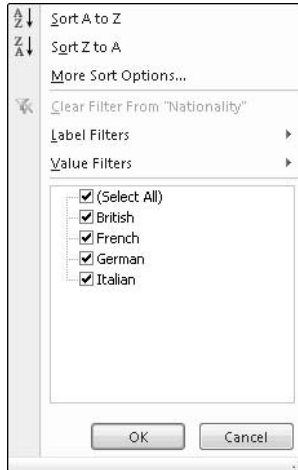 Sort A to Z
Sort Z to A
More Sort Options...
Clear Filter From "Nationality"
Label Filters
Value Filters
(Select All)
British
French
German
Italian
OK
Cancel